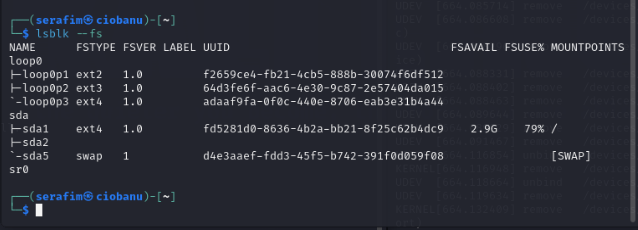 ┌──(serafim㉿ciobanu)-[~]
└─$ lsblk --fs
NAME      FSTYPE FSVER LABEL UUID                                 FSAVAIL FSUSE% MOUNTPOINTS
loop0
├─loop0p1 ext2   1.0         f2659ce4-fb21-4cb5-888b-30074f6df512
├─loop0p2 ext3   1.0         64d3fe6f-aac6-4e30-9c87-2e57404da015
`-loop0p3 ext4   1.0         adaaf9fa-0f0c-440e-8706-eab3e31b4a44
sda
├─sda1    ext4   1.0         fd5281d0-8636-4b2a-bb21-8f25c62b4dc9    2.9G    79% /
├─sda2
`-sda5    swap   1           d4e3aaef-fdd3-45f5-b742-391f0d059f08                [SWAP]
sr0
┌──(serafim㉿ciobanu)-[~]
└─$